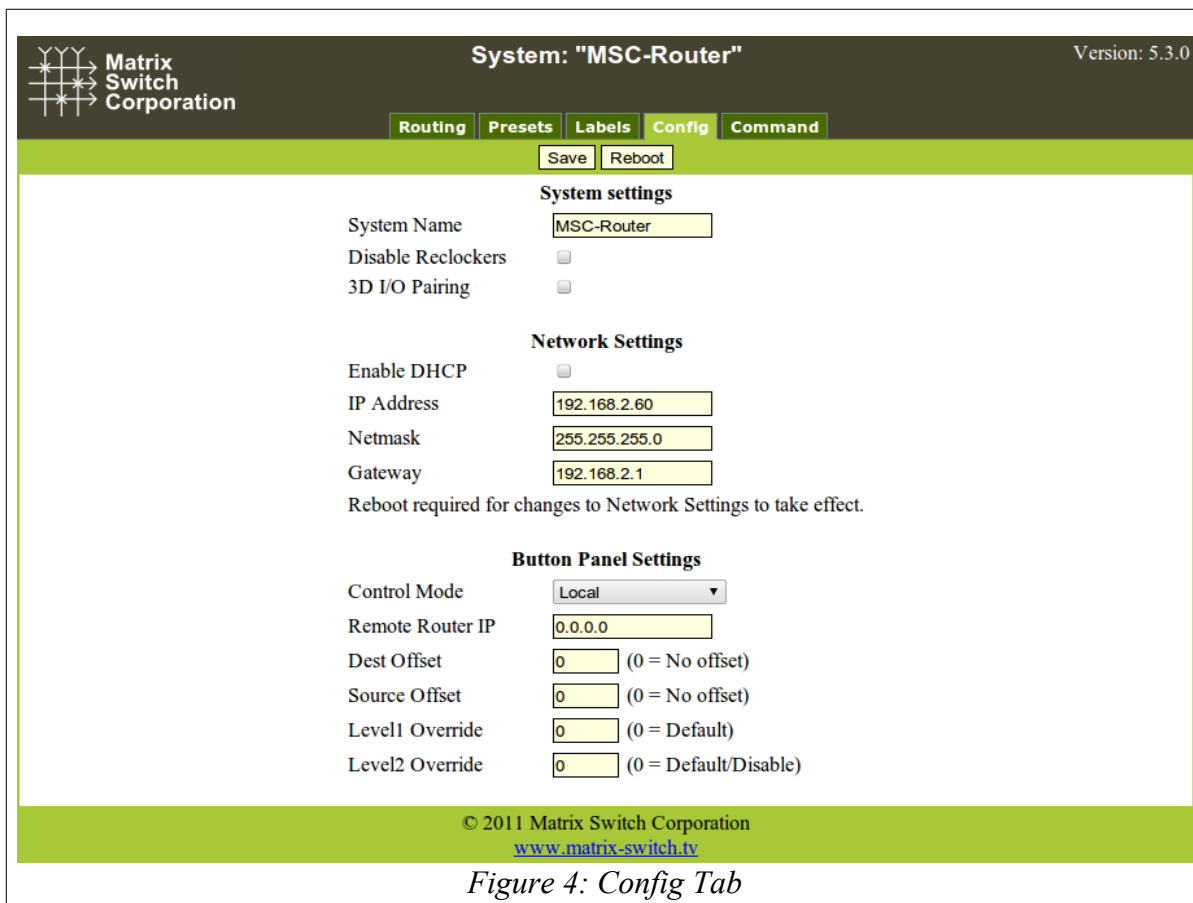 Matrix
Switch
Corporation
System: "MSC-Router"
Version: 5.3.0
Routing Presets Labels Config Command
Save Reboot
System settings
System Name MSC-Router
Disable Reclockers
3D I/O Pairing
Network Settings
Enable DHCP
IP Address 192.168.2.60
Netmask 255.255.255.0
Gateway 192.168.2.1
Reboot required for changes to Network Settings to take effect.
Button Panel Settings
Control Mode Local
Remote Router IP 0.0.0.0
Dest Offset 0 (0 = No offset)
Source Offset 0 (0 = No offset)
Level1 Override 0 (0 = Default)
Level2 Override 0 (0 = Default/Disable)
© 2011 Matrix Switch Corporation
www.matrix-switch.tv
Figure 4: Config Tab